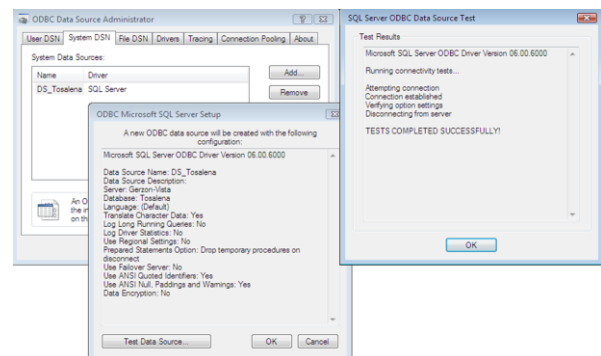 ODBC Data Source Administrator
User DSN System DSN File DSN Drivers Tracing Connection Pooling About
System Data Sources:
Name Driver
DS_Tosalena SQL Server
Add...
Remove
An O
the in
on th
ODBC Microsoft SQL Server Setup
A new ODBC data source will be created with the following
configuration:
Microsoft SQL Server ODBC Driver Version 06.00.6000
Data Source Name: DS_Tosalena
Data Source Description:
Server: Gerzon-Vista
Database: Tosalena
Language: (Default)
Translate Character Data: Yes
Log Long Running Queries: No
Log Driver Statistics: No
Use Regional Settings: No
Prepared Statements Option: Drop temporary procedures on
disconnect
Use Failover Server: No
Use ANSI Quoted Identifiers: Yes
Use ANSI Null, Paddings and Warnings: Yes
Data Encryption: No
Test Data Source... OK Cancel
SQL Server ODBC Data Source Test
Test Results
Microsoft SQL Server ODBC Driver Version 06.00.6000
Running connectivity tests...
Attempting connection
Connection established
Verifying option settings
Disconnecting from server
TESTS COMPLETED SUCCESSFULLY!
OK